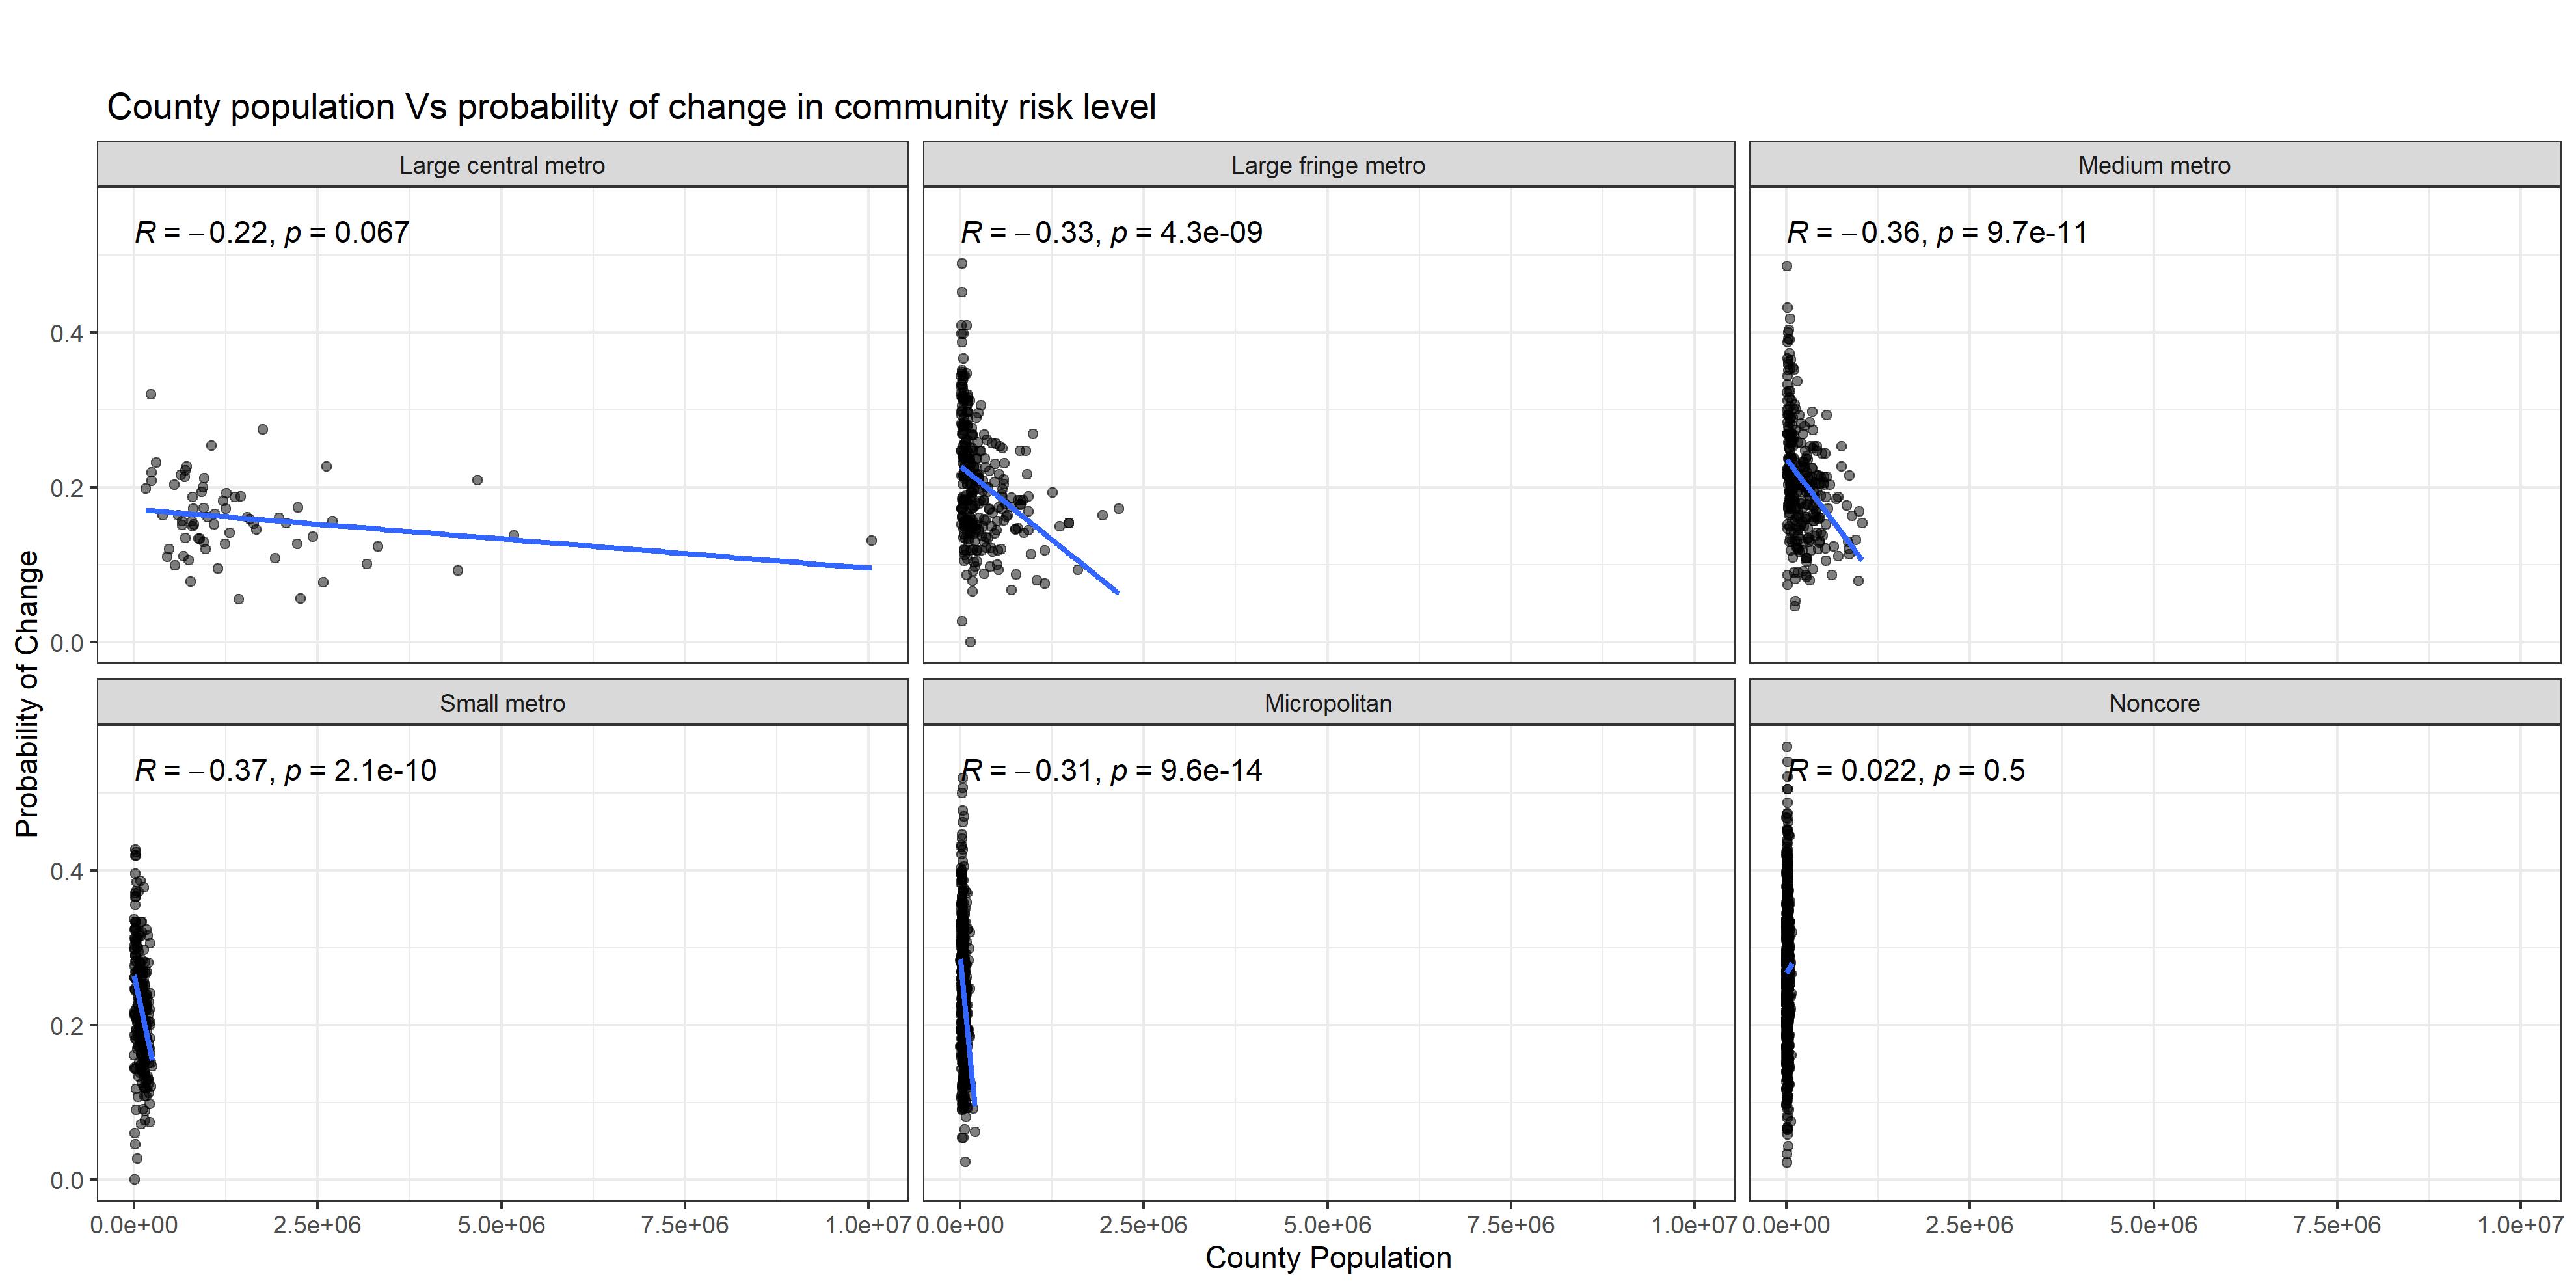 County population Vs probability of change in community risk level
Large central metro
Large fringe metro
Medium metro
R = −0.22, p = 0.067
R = −0.33, p = 4.3e-09
R = −0.36, p = 9.7e-11
0.4
0.2
0.0
Probability of Change
Small metro
Micropolitan
Noncore
R = −0.37, p = 2.1e-10
R = −0.31, p = 9.6e-14
R = 0.022, p = 0.5
0.4
0.2
0.0
0.0e+00 2.5e+06 5.0e+06 7.5e+06 1.0e+07 0.0e+00 2.5e+06 5.0e+06 7.5e+06 1.0e+07 0.0e+00 2.5e+06 5.0e+06 7.5e+06 1.0e+07
County Population